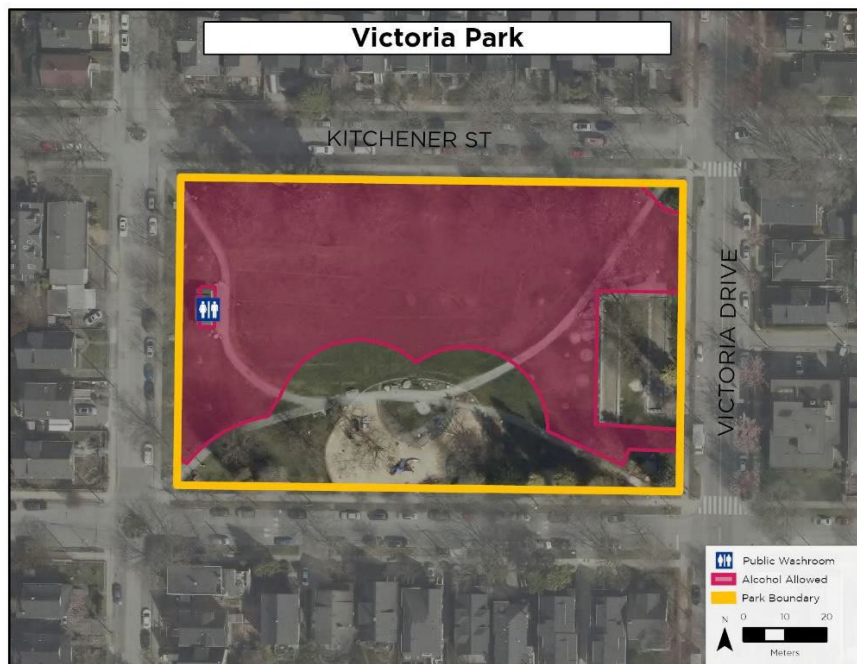 Victoria Park
KITCHENER ST
VICTORIA DRIVE
Public Washroom
Alcohol Allowed
Park Boundary
N
0 10 20
Meters